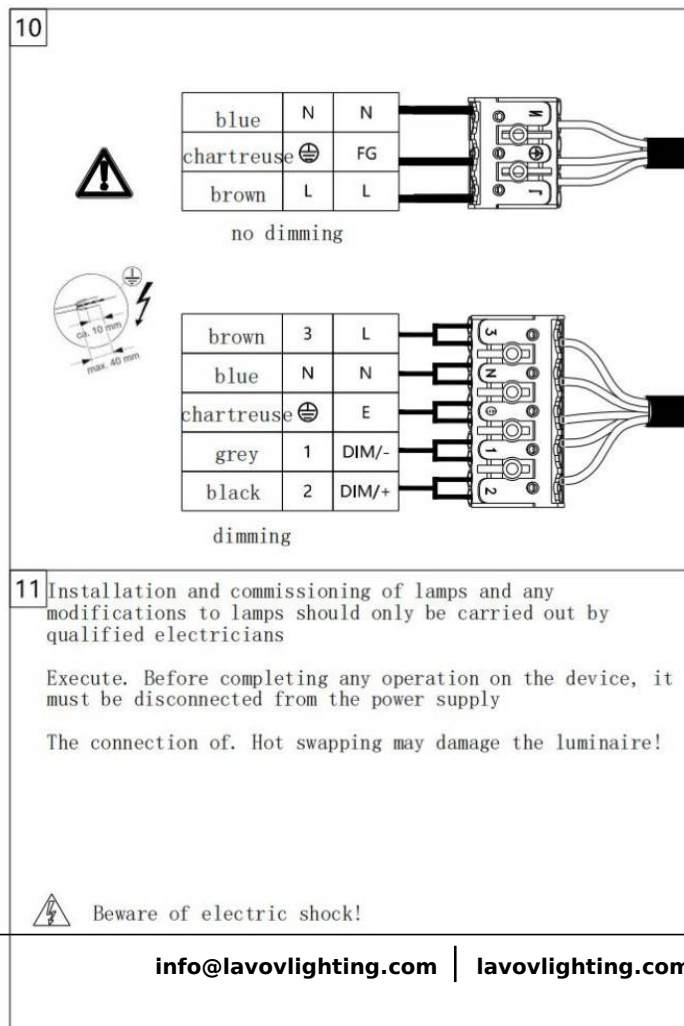 10
blue N N
chartreuse FG
brown L L
no dimming
N
L
ca. 10 mm
max. 40 mm
brown 3 L
blue N N
chartreuse E
grey 1 DIM/-
black 2 DIM/+
3
N
1
2
dimming
11
Installation and commissioning of lamps and any
modifications to lamps should only be carried out by
qualified electricians
Execute. Before completing any operation on the device, it
must be disconnected from the power supply
The connection of. Hot swapping may damage the luminaire!
Beware of electric shock!
info@lavovlighting.com | lavovlighting.com